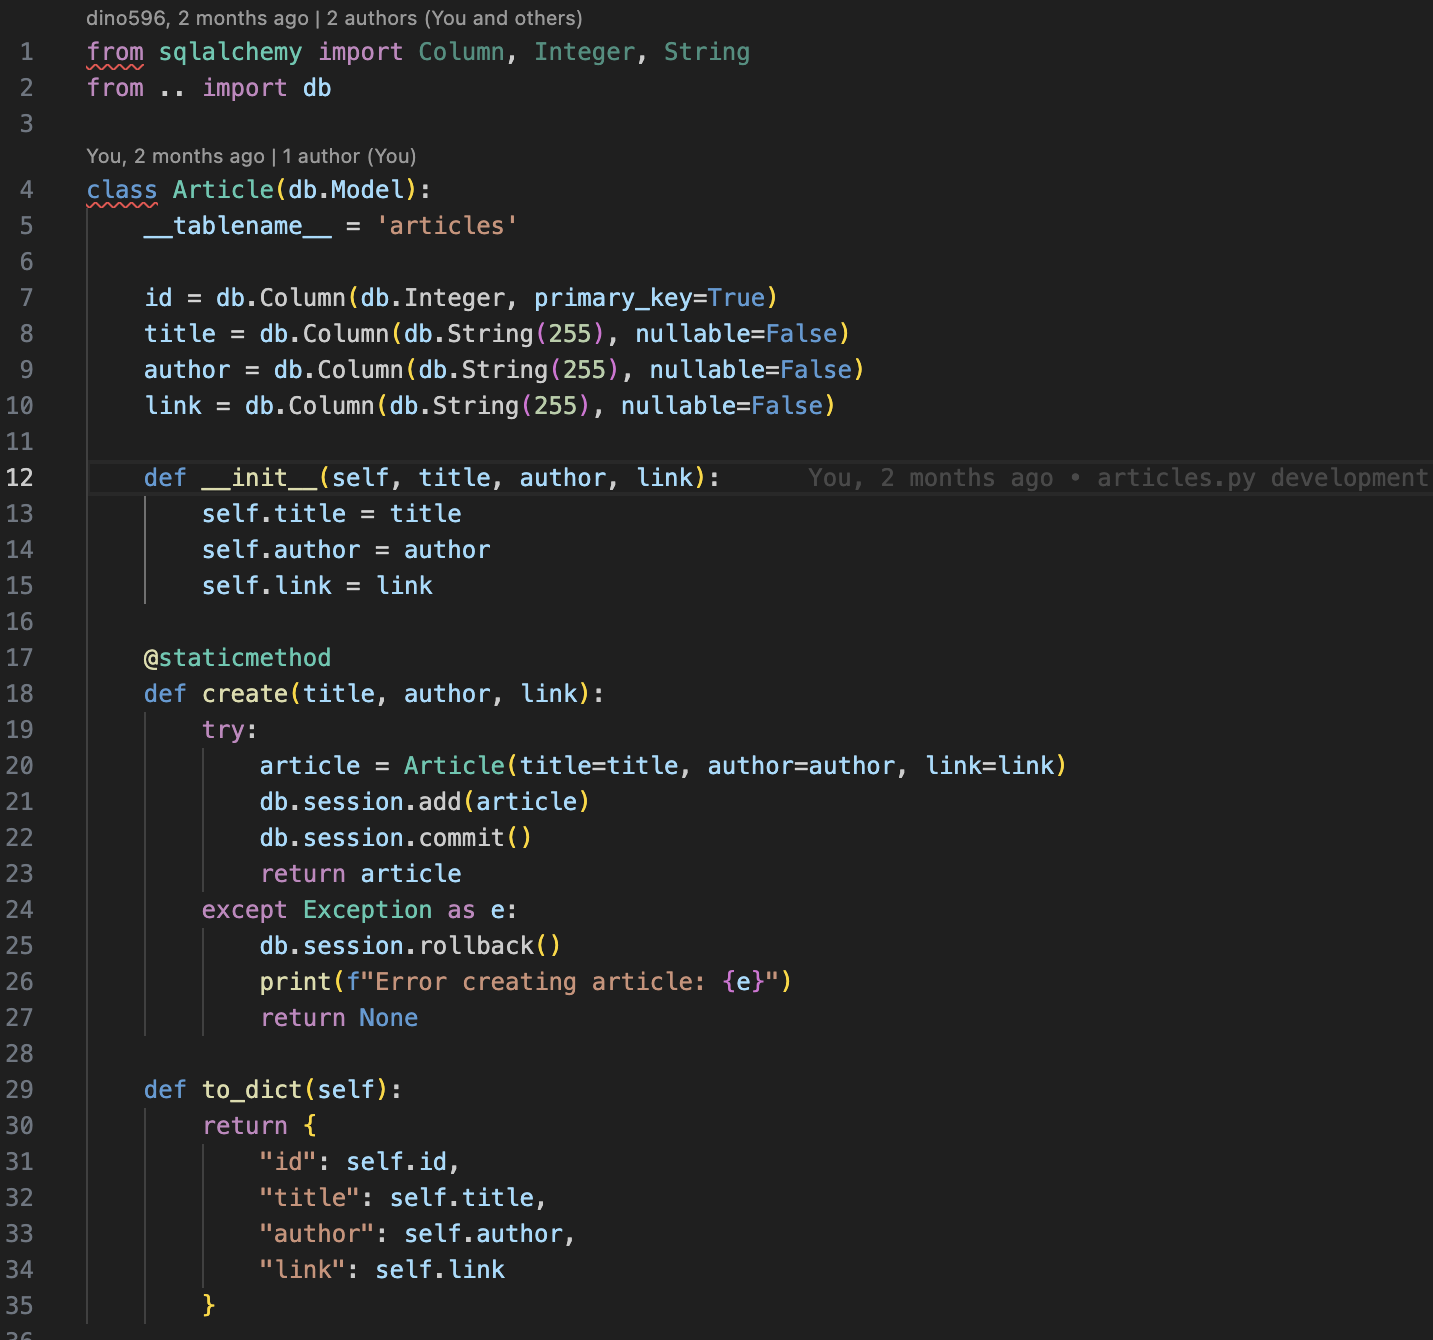 dino596, 2 months ago | 2 authors (You and others)
1 from sqlalchemy import Column, Integer, String
2 from .. import db
3
You, 2 months ago | 1 author (You)
4 class Article(db.Model):
5     __tablename__ = 'articles'
6
7     id = db.Column(db.Integer, primary_key=True)
8     title = db.Column(db.String(255), nullable=False)
9     author = db.Column(db.String(255), nullable=False)
10     link = db.Column(db.String(255), nullable=False)
11
12     def __init__(self, title, author, link):      You, 2 months ago • articles.py development
13         self.title = title
14         self.author = author
15         self.link = link
16
17     @staticmethod
18     def create(title, author, link):
19         try:
20             article = Article(title=title, author=author, link=link)
21             db.session.add(article)
22             db.session.commit()
23             return article
24         except Exception as e:
25             db.session.rollback()
26             print(f"Error creating article: {e}")
27             return None
28
29     def to_dict(self):
30         return {
31             "id": self.id,
32             "title": self.title,
33             "author": self.author,
34             "link": self.link
35         }
36